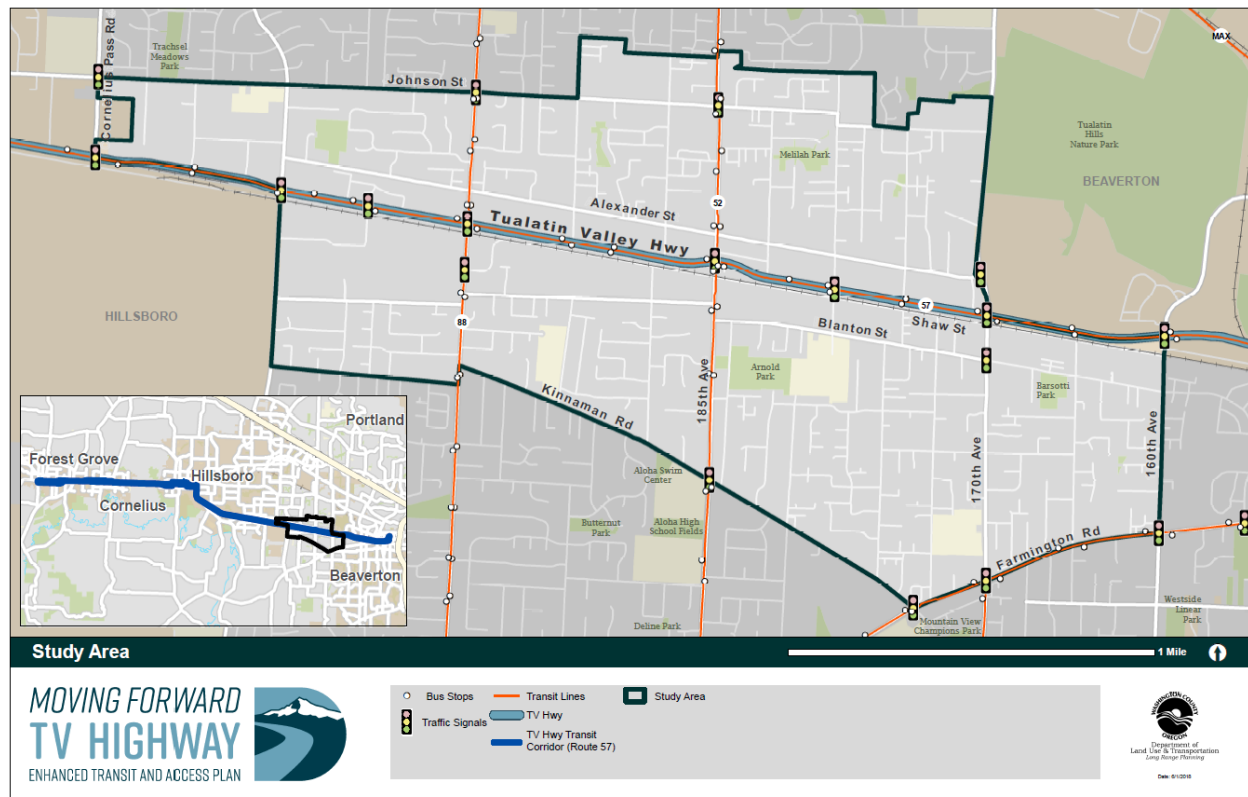 MAX
Trachsel
Meadows
Park
Cornelius Pass Rd
Johnson St
Tualatin
Hills
Nature Park
Melilah Park
BEAVERTON
52
Alexander St
Tualatin Valley Hwy
57
HILLSBORO
88
Shaw St
Blanton St
Arnold
Park
Barsotti
Park
185th Ave
Kinnaman Rd
170th Ave
160th Ave
Portland
Forest Grove
Hillsboro
Cornelius
Beaverton
Aloha Swim
Center
Butternut
Park
Aloha High
School Fields
Farmington Rd
Westside
Linear
Park
Deline Park
Mountain View
Champions Park
Study Area
1 Mile
MOVING FORWARD
TV HIGHWAY
ENHANCED TRANSIT AND ACCESS PLAN
Bus Stops
Transit Lines
Study Area
Traffic Signals
TV Hwy
TV Hwy Transit
Corridor (Route 57)
WASHINGTON COUNTY
OREGON
Department of
Land Use & Transportation
Long Range Planning
Date: 6/1/2018